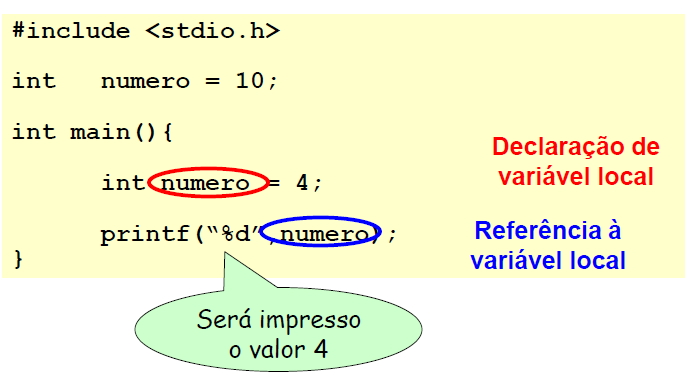 #include <stdio.h>
int   numero = 10;
int main(){
int numero = 4;
Declaração de
variável local
printf(“%d”,numero);
Referência à
variável local
}
Será impresso
o valor 4